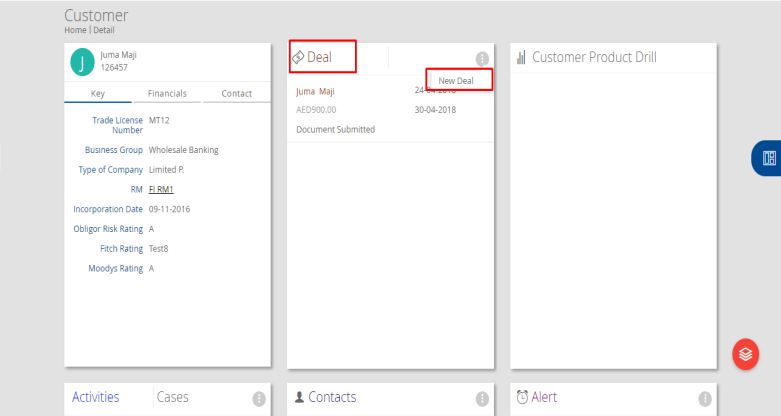 Customer
Home | Detail
J
Juma Maji
126457
Key Financials Contact
Trade License Number MT12
Business Group Wholesale Banking
Type of Company Limited P.
RM FI RM1
Incorporation Date 09-11-2016
Obligor Risk Rating A
Fitch Rating Test8
Moodys Rating A
Deal
New Deal
Juma Maji 24-04-2018
AED900.00 30-04-2018
Document Submitted
Customer Product Drill
Activities Cases
Contacts
Alert